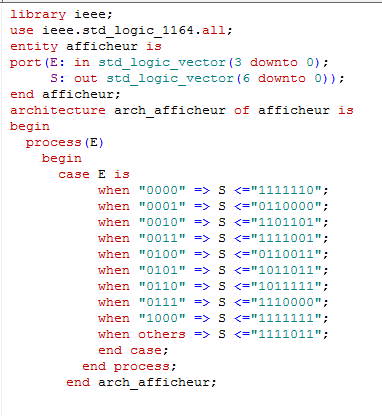 library ieee;
use ieee.std_logic_1164.all;
entity afficheur is
port(E: in std_logic_vector(3 downto 0);
     S: out std_logic_vector(6 downto 0));
end afficheur;
architecture arch_afficheur of afficheur is
begin
  process(E)
    begin
      case E is
           when "0000" => S <="1111110";
           when "0001" => S <="0110000";
           when "0010" => S <="1101101";
           when "0011" => S <="1111001";
           when "0100" => S <="0110011";
           when "0101" => S <="1011011";
           when "0110" => S <="1011111";
           when "0111" => S <="1110000";
           when "1000" => S <="1111111";
           when others => S <="1111011";
           end case;
         end process;
       end arch_afficheur;